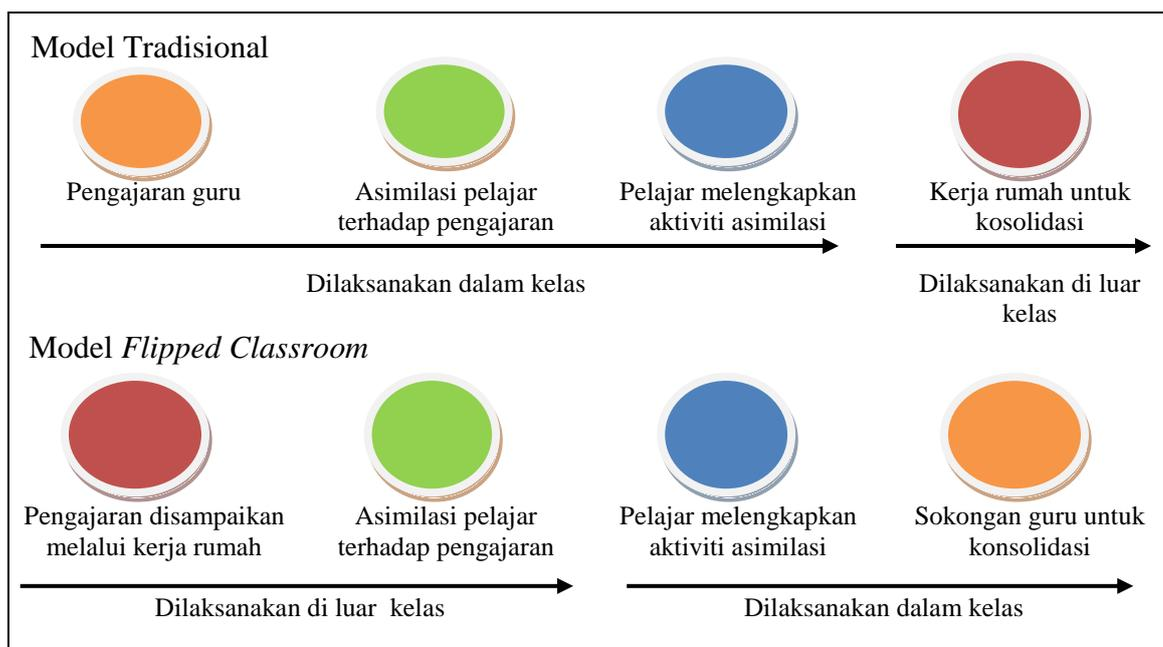 Model Tradisional
Pengajaran guru
Asimilasi pelajar
terhadap pengajaran
Pelajar melengkapkan
aktiviti asimilasi
Kerja rumah untuk
kosolidasi
Dilaksanakan dalam kelas
Dilaksanakan di luar
kelas
Model Flipped Classroom
Pengajaran disampaikan
melalui kerja rumah
Asimilasi pelajar
terhadap pengajaran
Pelajar melengkapkan
aktiviti asimilasi
Sokongan guru untuk
konsolidasi
Dilaksanakan di luar kelas
Dilaksanakan dalam kelas